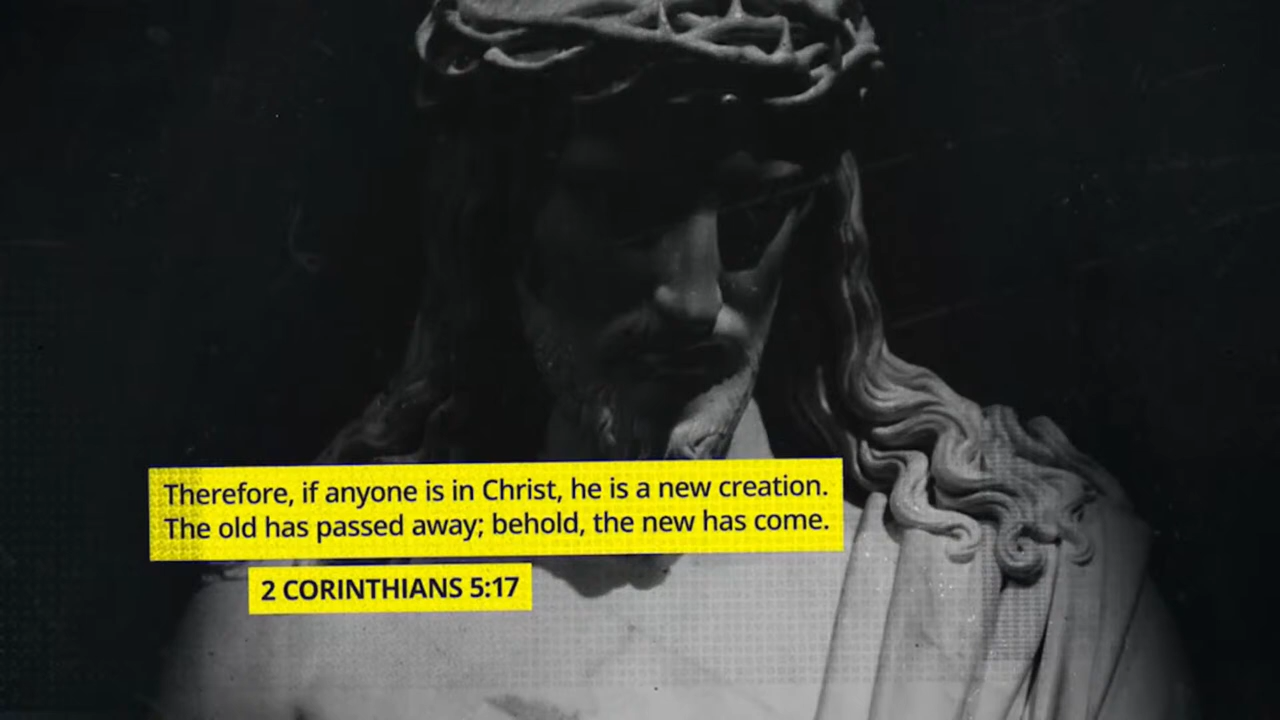 Therefore, if anyone is in Christ, he is a new creation.
The old has passed away; behold, the new has come.
2 CORINTHIANS 5:17